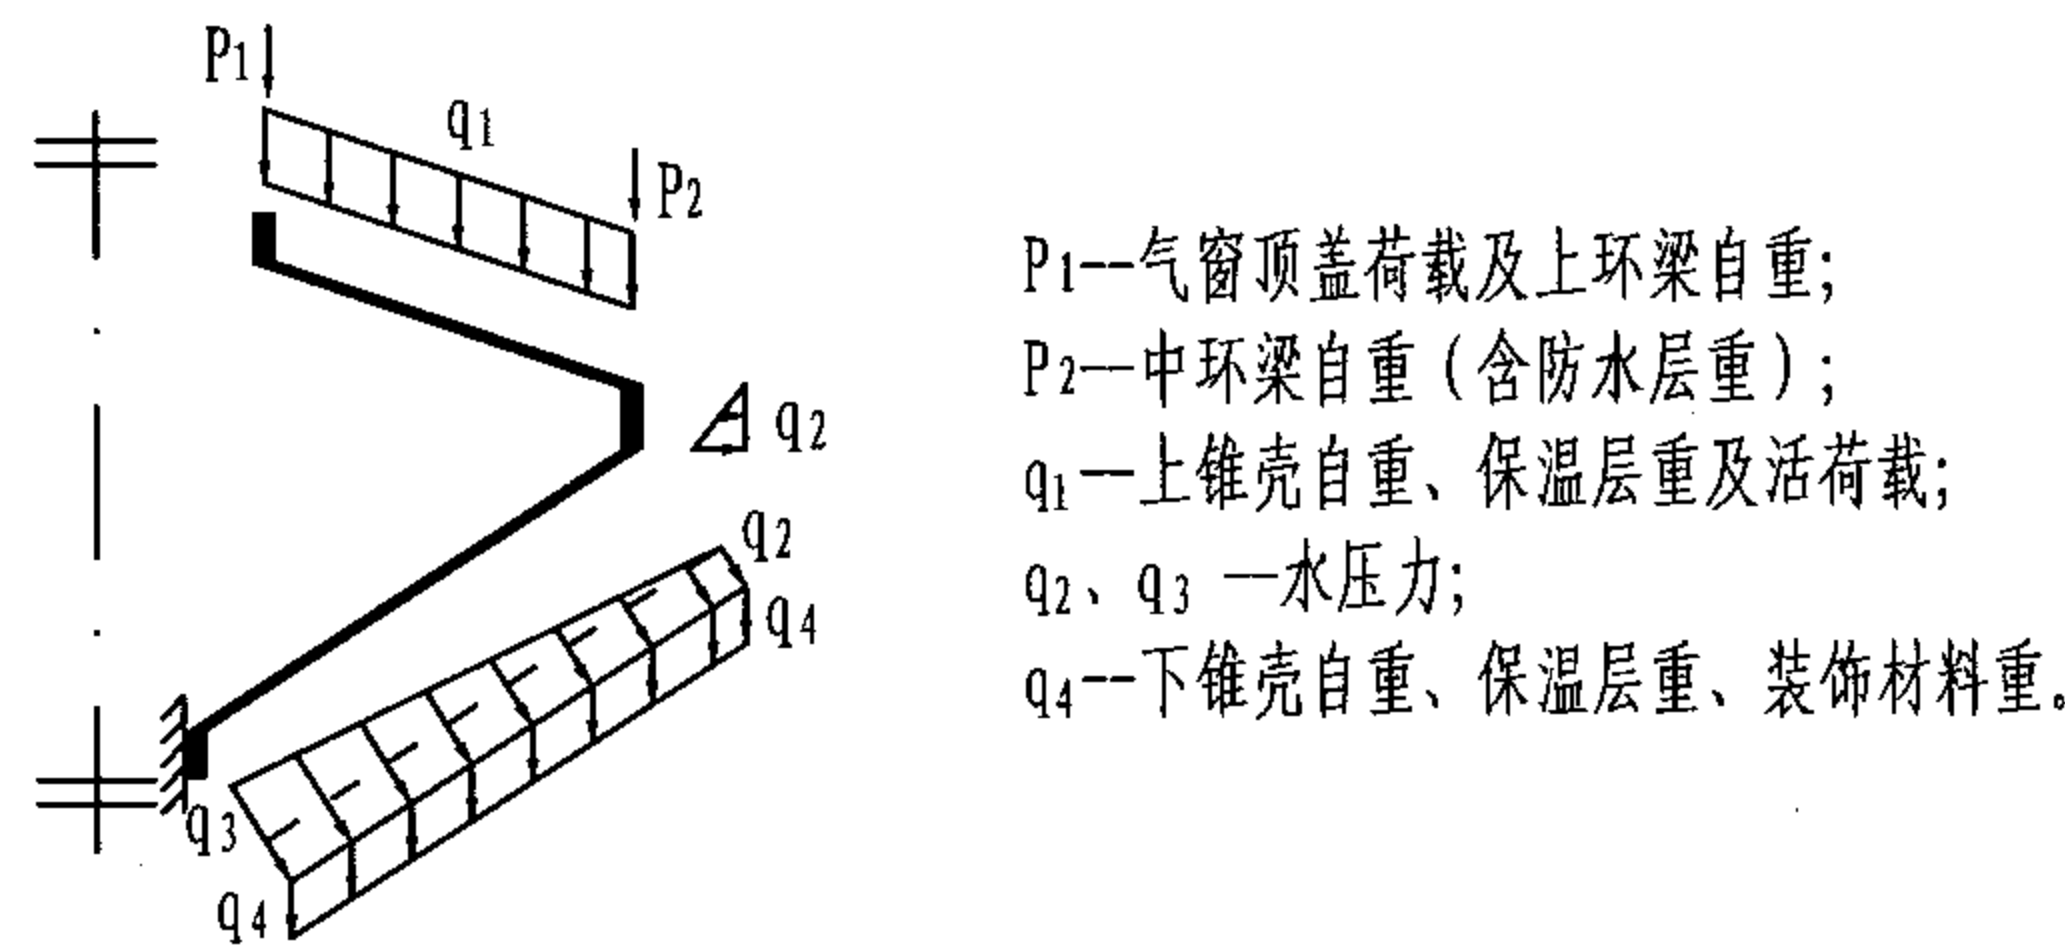 P1
q1
P2
q2
q2
q4
q3
q4
P1--气窗顶盖荷载及上环梁自重;
P2--中环梁自重(含防水层重);
q1--上锥壳自重、保温层重及活荷载;
q2、q3 --水压力;
q4--下锥壳自重、保温层重、装饰材料重。